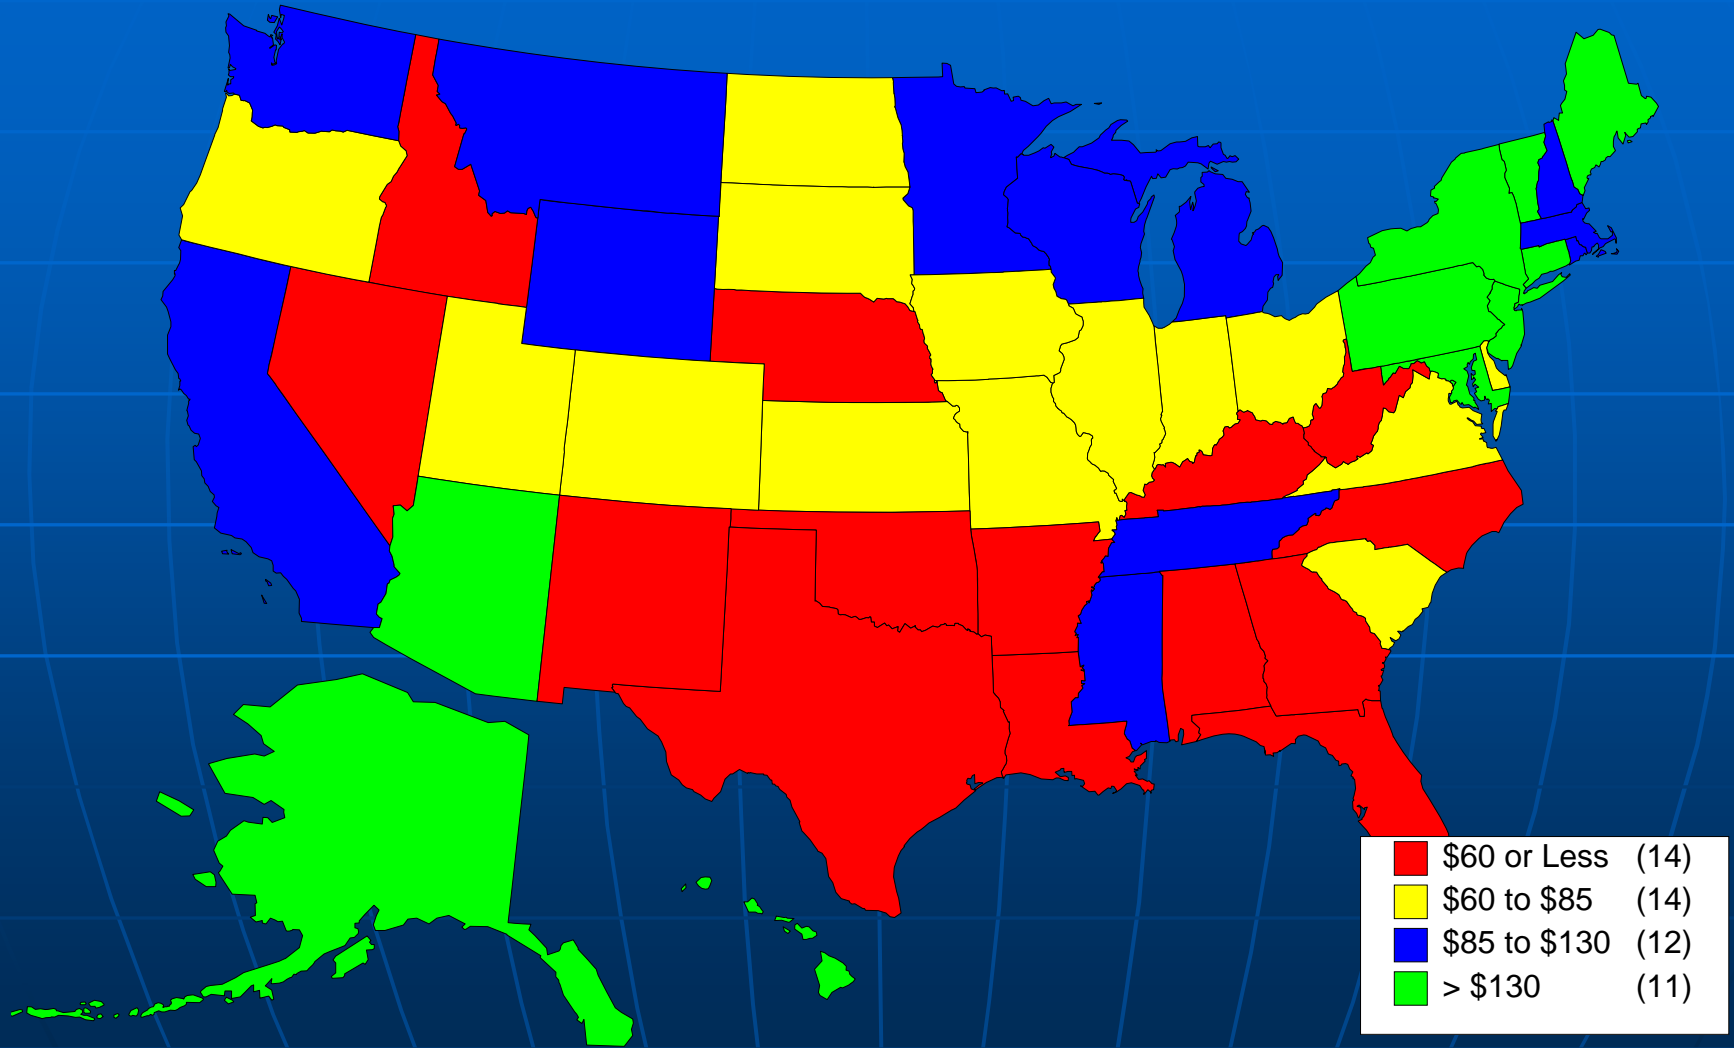 $60 or Less (14)
$60 to $85 (14)
$85 to $130 (12)
> $130 (11)